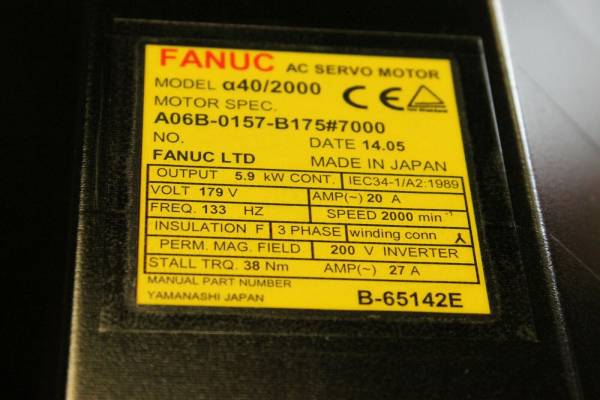 FANUC AC SERVO MOTOR
MODEL α40/2000
MOTOR SPEC.
A06B-0157-B175#7000
CE
NO. DATE 14.05
FANUC LTD MADE IN JAPAN
OUTPUT 5.9 kW CONT. IEC34-1/A2:1989
VOLT 179 V AMP(~) 20 A
FREQ. 133 HZ SPEED 2000 min⁻¹
INSULATION F 3 PHASE winding conn
PERM. MAG. FIELD 200 V INVERTER
STALL TRQ. 38 Nm AMP(~) 27 A
MANUAL PART NUMBER
YAMANASHI JAPAN B-65142E